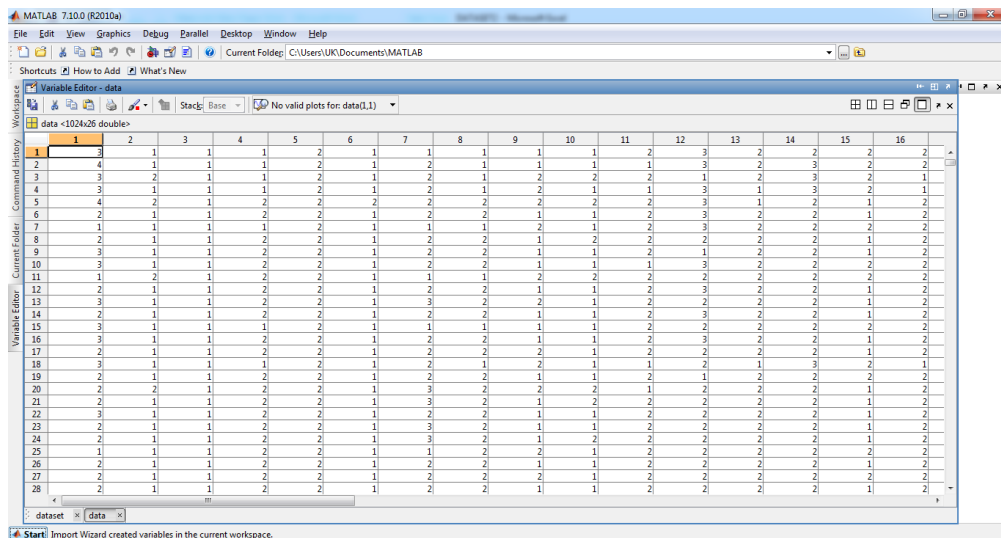 MATLAB 7.10.0 (R2010a)
File Edit View Graphics Debug Parallel Desktop Window Help
Current Folder: C:\Users\UK\Documents\MATLAB
Shortcuts How to Add What's New
Variable Editor - data
Stack: Base No valid plots for: data(1,1)
data <1024x26 double>
1 2 3 4 5 6 7 8 9 10 11 12 13 14 15 16
1 3 1 1 1 2 1 1 1 1 1 2 3 2 2 2 2
2 4 1 1 1 2 1 2 1 1 1 1 3 2 3 2 2
3 3 2 1 1 2 1 2 1 2 2 2 1 2 3 2 1
4 3 1 1 1 2 1 2 1 2 1 1 3 1 3 2 1
5 4 2 1 2 2 2 2 2 2 2 2 3 1 2 1 2
6 2 1 1 2 2 1 2 2 1 1 2 3 2 2 1 2
7 1 1 1 1 2 1 1 1 2 1 2 3 2 2 2 2
8 2 1 1 2 2 1 2 2 1 2 2 2 2 2 1 2
9 3 1 1 2 2 1 2 2 1 1 2 1 2 2 1 2
10 3 1 1 2 2 1 2 2 1 1 1 3 2 2 2 2
11 1 2 1 2 2 1 1 1 2 2 2 2 2 2 2 2
12 2 1 1 2 2 1 2 2 1 1 2 3 2 2 1 2
13 3 1 1 2 2 1 3 2 2 1 2 2 2 2 1 2
14 2 1 1 2 2 1 2 2 1 1 2 3 2 2 1 2
15 3 1 1 1 2 1 1 1 1 1 2 2 2 2 2 2
16 3 1 1 2 2 1 2 2 1 1 2 3 2 2 1 2
17 2 1 1 2 2 1 2 2 1 1 2 2 2 2 1 2
18 3 1 1 1 2 1 2 1 2 1 1 2 1 3 2 1
19 2 1 1 2 2 1 2 2 1 1 2 1 2 2 1 2
20 2 2 1 2 2 1 3 2 2 2 1 2 2 2 1 2
21 2 1 1 2 2 1 3 2 1 2 2 2 2 2 1 2
22 3 1 1 2 2 1 2 2 1 1 2 2 2 2 1 2
23 2 1 1 2 2 1 3 2 1 1 2 2 2 2 1 2
24 2 1 1 2 2 1 3 2 1 2 2 2 2 2 1 2
25 1 1 1 2 2 1 1 2 2 1 2 2 2 2 2 2
26 2 1 1 2 2 1 2 2 1 1 2 2 2 2 1 2
27 2 1 1 2 2 1 2 2 1 1 2 2 2 2 2 2
28 2 1 1 2 2 1 2 2 1 1 2 2 2 2 1 2
dataset data
Start Import Wizard created variables in the current workspace.
Workspace
Command History
Current Folder
Variable Editor